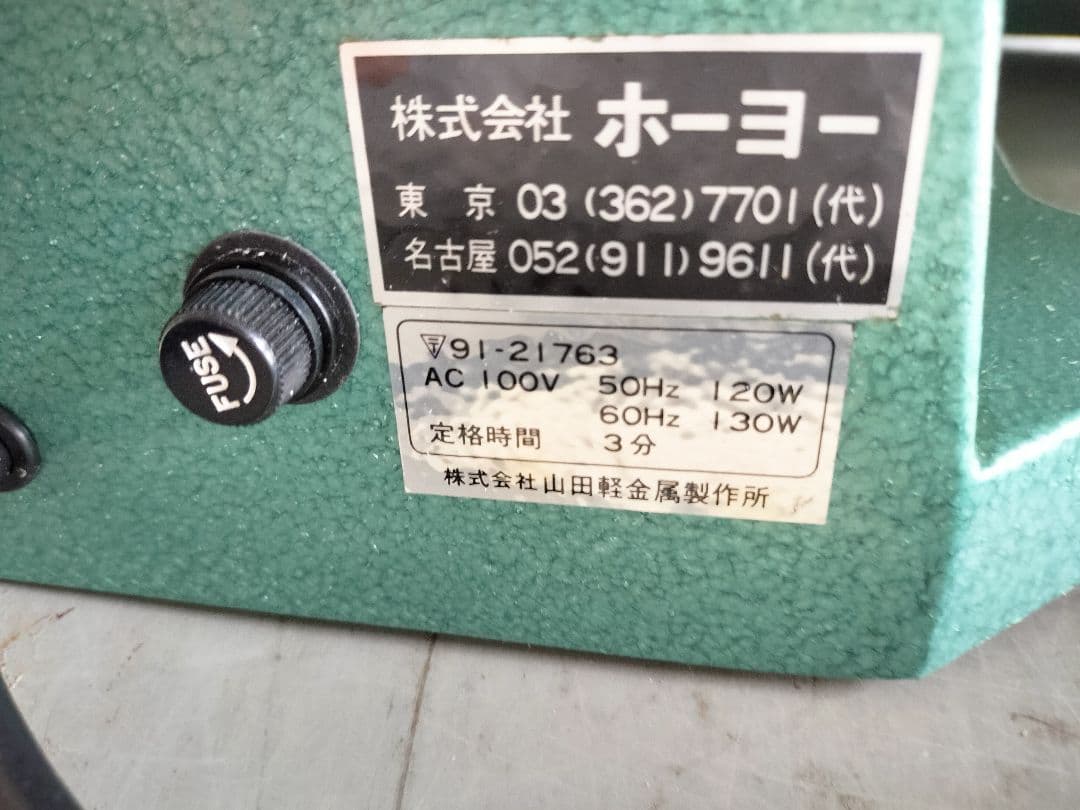 株式会社 ホーヨー
東 京 03(362)7701(代)
名古屋 052(911)9611(代)
FUSE
91-21763
AC 100V 50Hz 120W
60Hz 130W
定格時間 3分
株式会社山田軽金属製作所